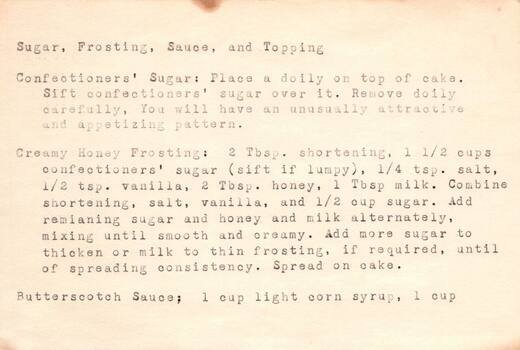 Sugar, Frosting, Sauce, and Topping
Confectioners' Sugar: Place a doily on top of cake.
Sift confectioners' sugar over it. Remove doily
carefully, You will have an unusually attractive
and appetizing pattern.
Creamy Honey Frosting: 2 Tbsp. shortening, 1 1/2 cups
confectioners' sugar (sift if lumpy), 1/4 tsp. salt,
1/2 tsp. vanilla, 2 Tbsp. honey, 1 Tbsp milk. Combine
shortening, salt, vanilla, and 1/2 cup sugar. Add
remianing sugar and honey and milk alternately,
mixing until smooth and creamy. Add more sugar to
thicken or milk to thin frosting, if required, until
of spreading consistency. Spread on cake.
Butterscotch Sauce; 1 cup light corn syrup, 1 cup